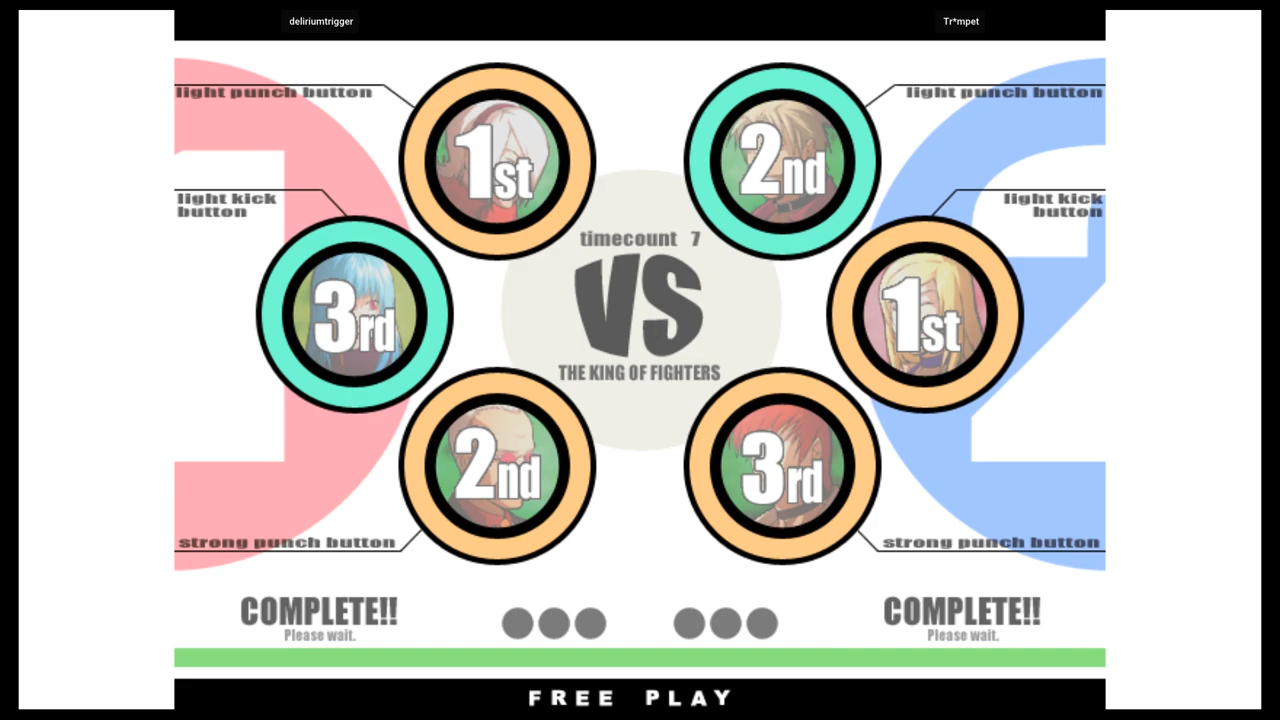 deliriumtrigger
Tr*mpet
light punch button
light punch button
1st
2nd
light kick
button
light kick
button
timecount 7
VS
THE KING OF FIGHTERS
3rd
1st
2nd
3rd
strong punch button
strong punch button
COMPLETE!!
Please wait.
COMPLETE!!
Please wait.
FREE PLAY